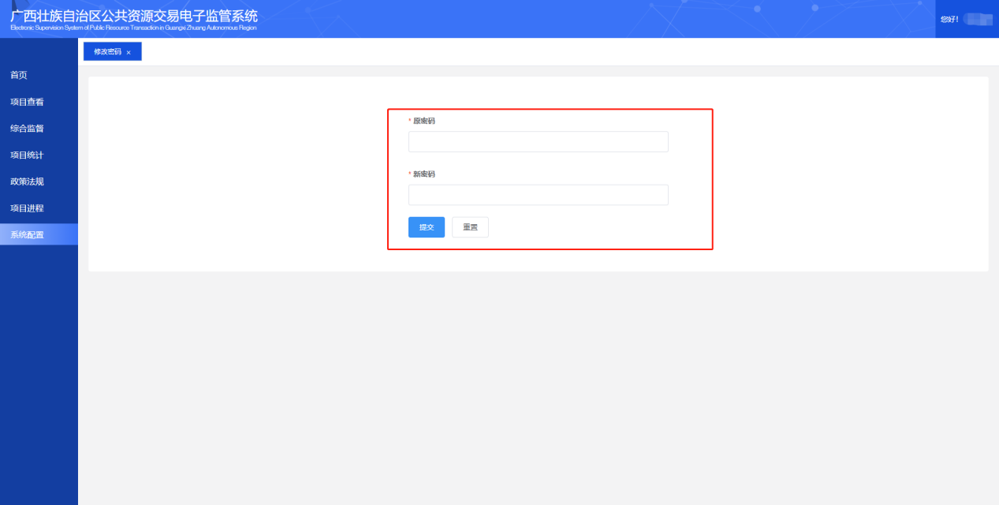 广西壮族自治区公共资源交易电子监管系统
Electronic Supervision System of Public Resource Transaction in Guangxi Zhuang Autonomous Region
您好!
修改密码 ×
首页
项目查看
综合监督
项目统计
政策法规
项目进程
系统配置
* 原密码
* 新密码
提交 重置